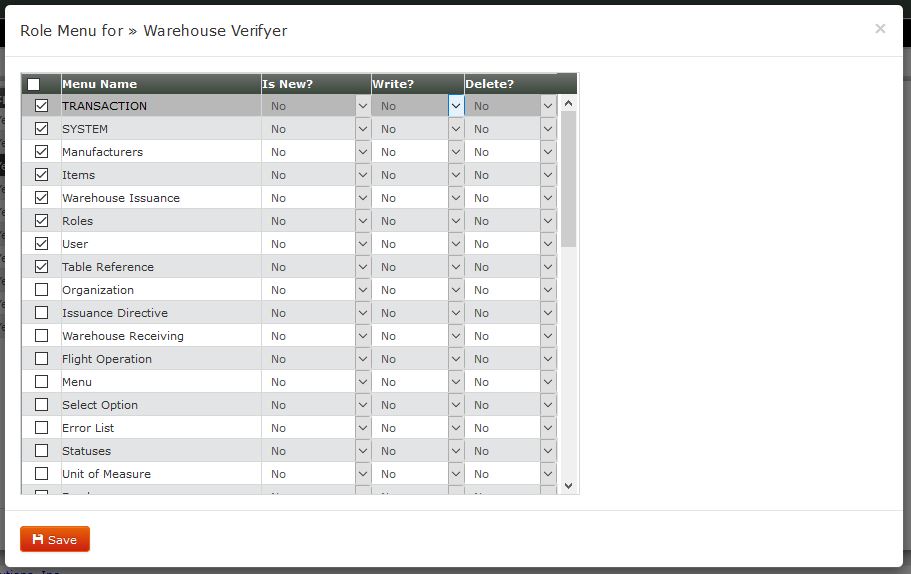 Role Menu for » Warehouse Verifyer ×
Menu Name Is New? Write? Delete?
TRANSACTION No No No
SYSTEM No No No
Manufacturers No No No
Items No No No
Warehouse Issuance No No No
Roles No No No
User No No No
Table Reference No No No
Organization No No No
Issuance Directive No No No
Warehouse Receiving No No No
Flight Operation No No No
Menu No No No
Select Option No No No
Error List No No No
Statuses No No No
Unit of Measure No No No
Save